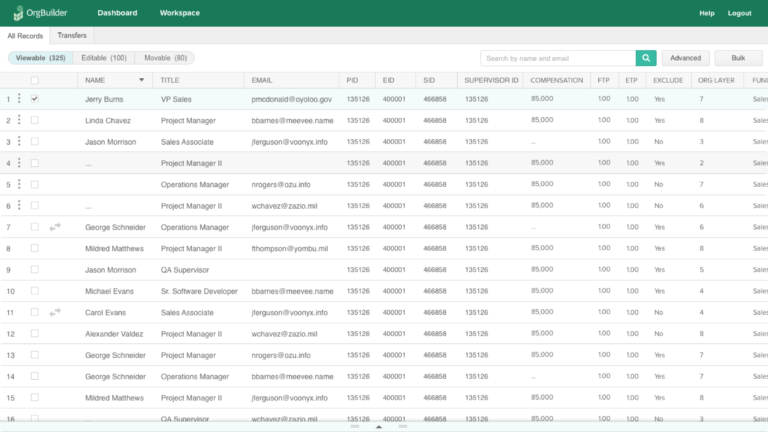 OrgBuilder Dashboard Workspace Help Logout
All Records Transfers
Viewable (325) Editable (100) Movable (80) Search by name and email Advanced Bulk
NAME TITLE EMAIL PID EID SID SUPERVISOR ID COMPENSATION FTP ETP EXCLUDE ORG LAYER FUNC
1 Jerry Burns VP Sales pmcdonald@oyoloo.gov 135126 400001 466858 135126 85,000 1.00 1.00 Yes 7 Sales
2 Linda Chavez Project Manager bbarnes@meevee.name 135126 400001 466858 135126 85,000 1.00 1.00 Yes 8 Sales
3 Jason Morrison Sales Associate jferguson@voonyx.info 135126 400001 466858 135126 ... 1.00 1.00 No 3 Sales
4 ... Project Manager II 135126 400001 466858 135126 85,000 1.00 1.00 Yes 2 Sales
5 Operations Manager nrogers@ozu.info 135126 400001 466858 135126 85,000 1.00 1.00 No 7 Sales
6 ... Project Manager II wchavez@zazio.mil 135126 400001 466858 135126 85,000 1.00 1.00 No 6 Sales
7 George Schneider Operations Manager jferguson@voonyx.info 135126 400001 466858 135126 ... 1.00 1.00 Yes 6 Sales
8 Mildred Matthews Project Manager II fthompson@yombu.mil 135126 400001 466858 135126 85,000 1.00 1.00 Yes 8 Sales
9 Jason Morrison QA Supervisor 135126 400001 466858 135126 85,000 1.00 1.00 Yes 5 Sales
10 Michael Evans Sr. Software Developer bbarnes@meevee.name 135126 400001 466858 135126 85,000 1.00 1.00 Yes 4 Sales
11 Carol Evans Sales Associate jferguson@voonyx.info 135126 400001 466858 135126 85,000 1.00 1.00 No 4 Sales
12 Alexander Valdez Project Manager II wchavez@zazio.mil 135126 400001 466858 135126 85,000 1.00 1.00 No 8 Sales
13 George Schneider Project Manager nrogers@ozu.info 135126 400001 466858 135126 85,000 1.00 1.00 Yes 7 Sales
14 George Schneider Operations Manager bbarnes@meevee.name 135126 400001 466858 135126 ... 1.00 1.00 Yes 7 Sales
15 Mildred Matthews Project Manager II jferguson@voonyx.info 135126 400001 466858 135126 85,000 1.00 1.00 Yes 8 Sales
16 ... QA Supervisor wchavez@zazio.mil 135126 400001 466858 135126 85,000 1.00 1.00 No 3 Sales